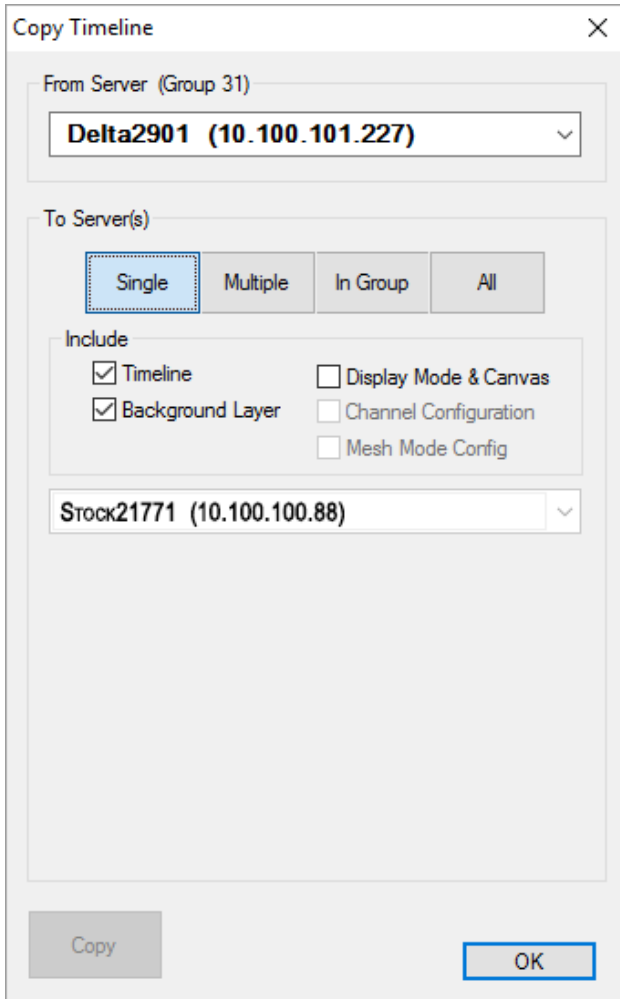 Copy Timeline
From Server (Group 31)
Delta2901 (10.100.101.227)
To Server(s)
Single Multiple In Group All
Include
Timeline Display Mode & Canvas
Background Layer Channel Configuration
Mesh Mode Config
Stock21771 (10.100.100.88)
Copy OK